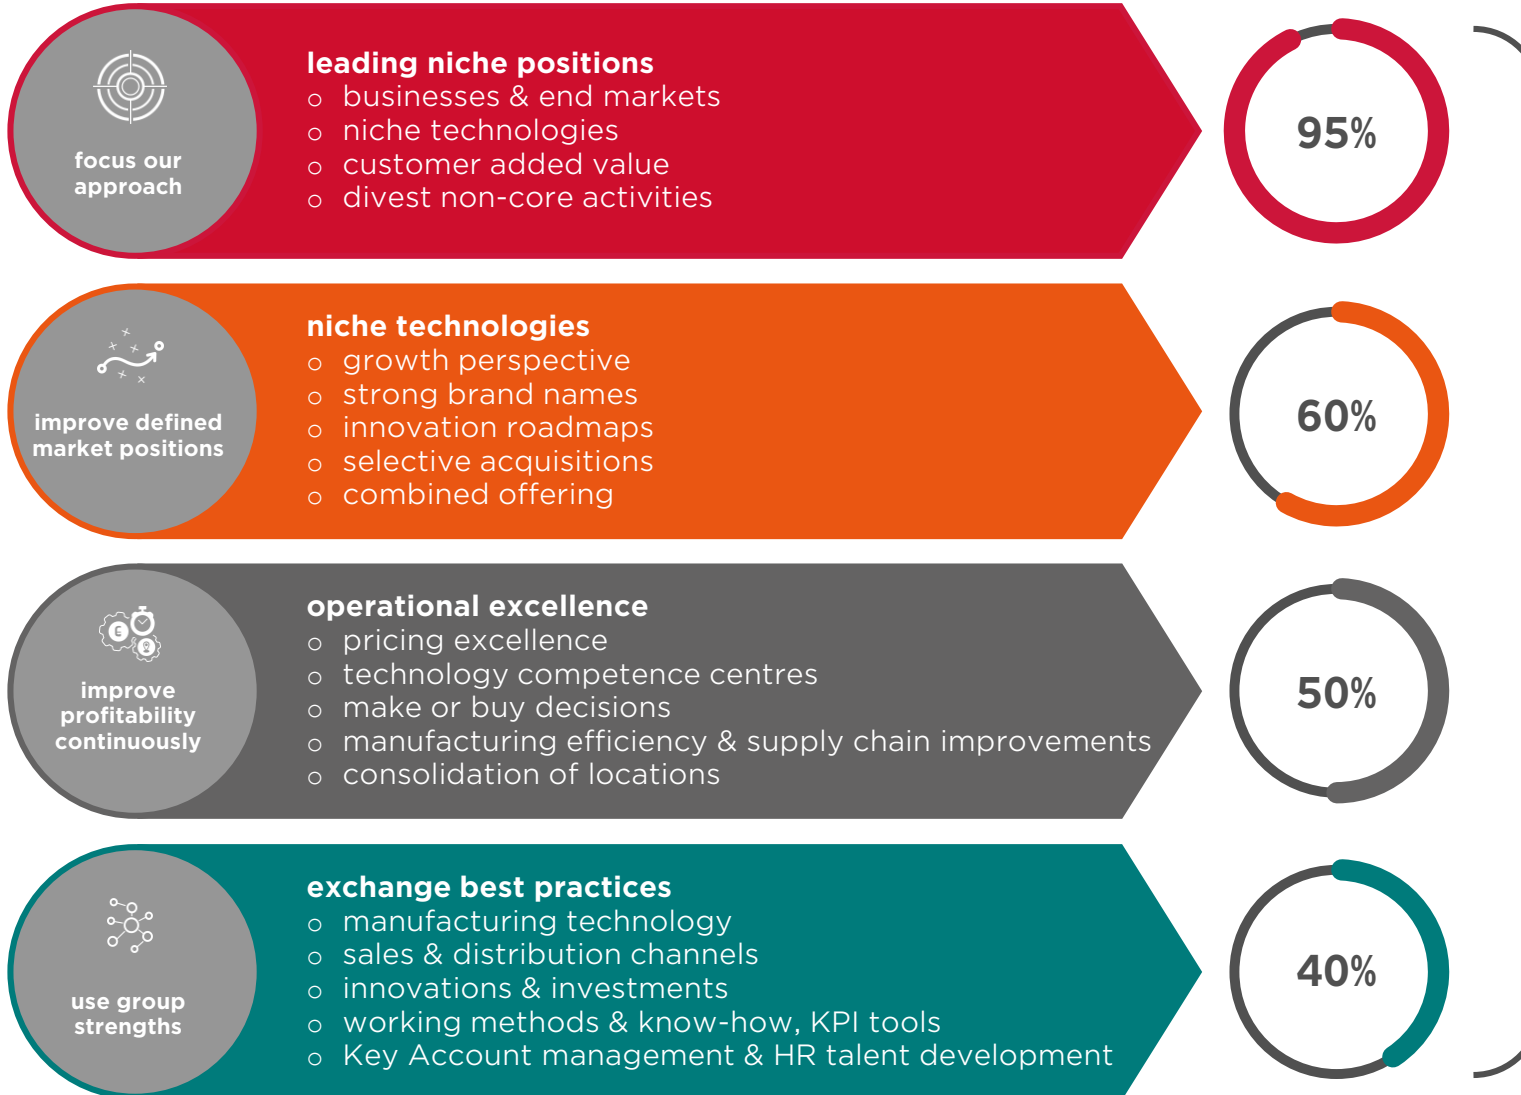 focus our
approach
leading niche positions
o businesses & end markets
o niche technologies
o customer added value
o divest non-core activities
95%
improve defined
market positions
niche technologies
o growth perspective
o strong brand names
o innovation roadmaps
o selective acquisitions
o combined offering
60%
improve
profitability
continuously
operational excellence
o pricing excellence
o technology competence centres
o make or buy decisions
o manufacturing efficiency & supply chain improvements
o consolidation of locations
50%
use group
strengths
exchange best practices
o manufacturing technology
o sales & distribution channels
o innovations & investments
o working methods & know-how, KPI tools
o Key Account management & HR talent development
40%